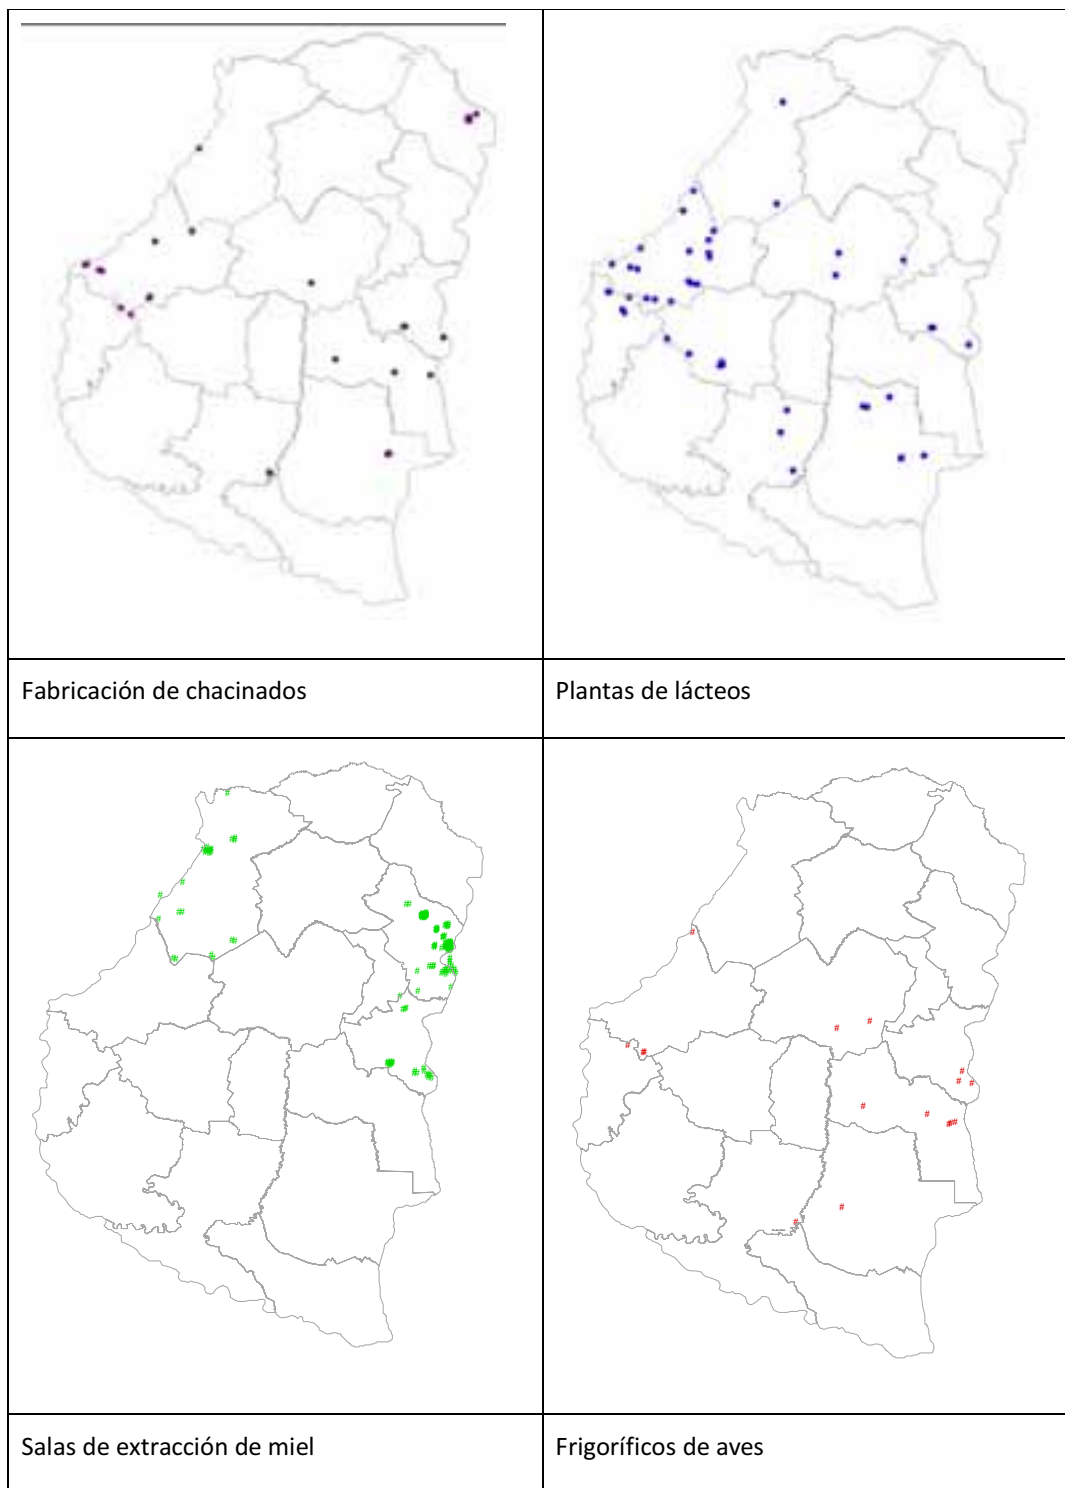 Fabricación de chacinados
Plantas de lácteos
Salas de extracción de miel
Frigoríficos de aves